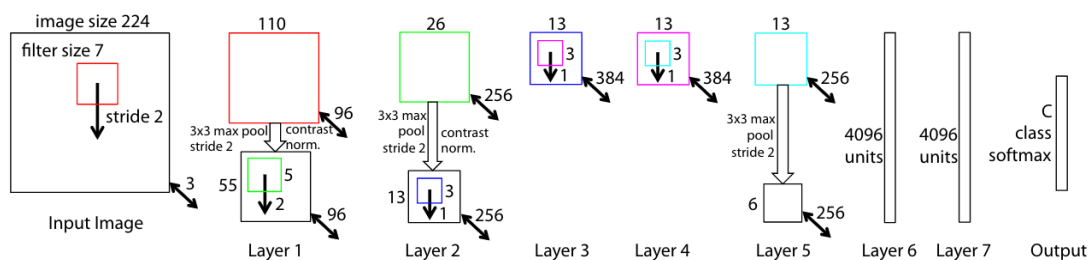 image size 224
filter size 7
stride 2
3
Input Image
110
96
3x3 max pool
stride 2
contrast
norm.
55
5
2
96
Layer 1
26
256
3x3 max
pool
stride 2
contrast
norm.
13
3
1
256
Layer 2
13
3
1
384
Layer 3
13
3
1
384
Layer 4
13
256
3x3 max
pool
stride 2
6
256
Layer 5
4096
units
Layer 6
4096
units
Layer 7
C
class
softmax
Output